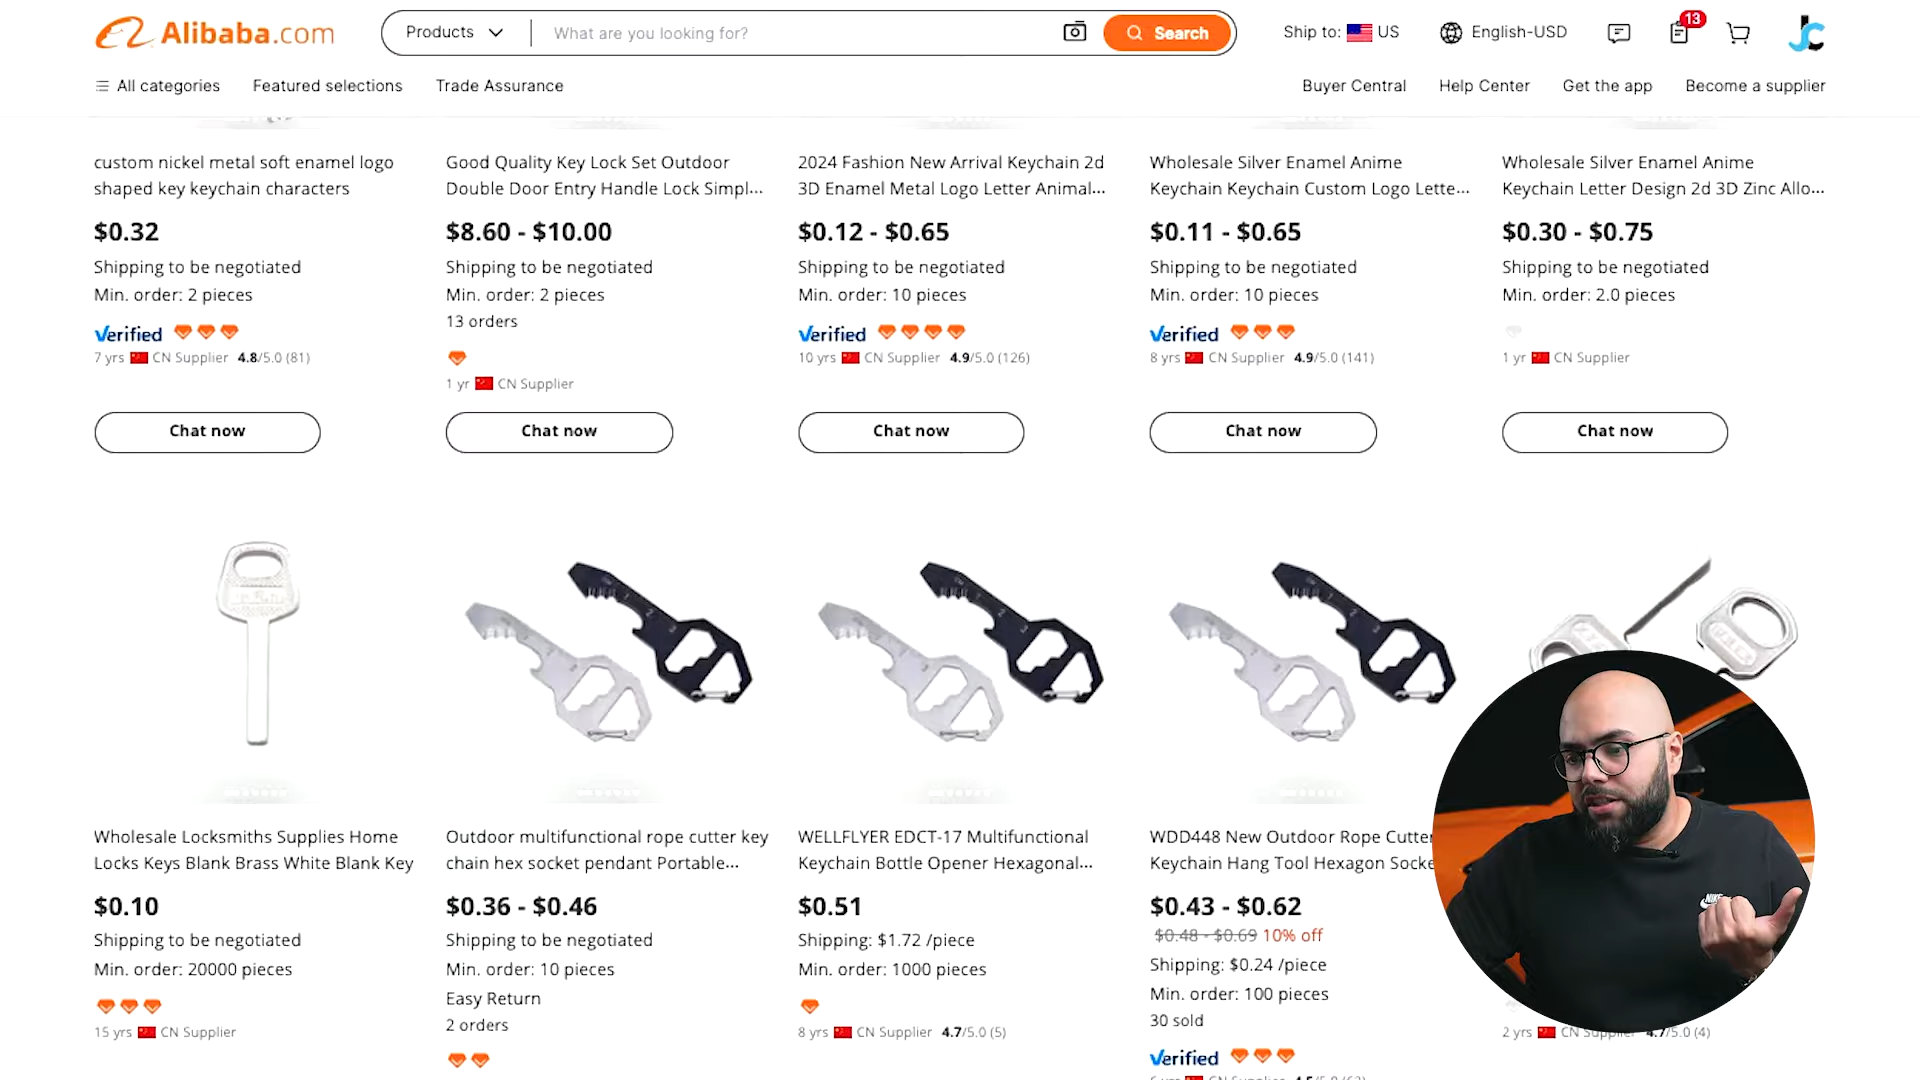 Alibaba.com
Products
What are you looking for?
Search
Ship to: US
English-USD
13
All categories
Featured selections
Trade Assurance
Buyer Central
Help Center
Get the app
Become a supplier
custom nickel metal soft enamel logo
shaped key keychain characters
$0.32
Shipping to be negotiated
Min. order: 2 pieces
Verified
7 yrs CN Supplier 4.8/5.0 (81)
Chat now
Good Quality Key Lock Set Outdoor
Double Door Entry Handle Lock Simpl...
$8.60 - $10.00
Shipping to be negotiated
Min. order: 2 pieces
13 orders
1 yr CN Supplier
Chat now
2024 Fashion New Arrival Keychain 2d
3D Enamel Metal Logo Letter Animal...
$0.12 - $0.65
Shipping to be negotiated
Min. order: 10 pieces
Verified
10 yrs CN Supplier 4.9/5.0 (126)
Chat now
Wholesale Silver Enamel Anime
Keychain Keychain Custom Logo Lette...
$0.11 - $0.65
Shipping to be negotiated
Min. order: 10 pieces
Verified
8 yrs CN Supplier 4.9/5.0 (141)
Chat now
Wholesale Silver Enamel Anime
Keychain Letter Design 2d 3D Zinc Allo...
$0.30 - $0.75
Shipping to be negotiated
Min. order: 2.0 pieces
1 yr CN Supplier
Chat now
Wholesale Locksmiths Supplies Home
Locks Keys Blank Brass White Blank Key
$0.10
Shipping to be negotiated
Min. order: 20000 pieces
15 yrs CN Supplier
Outdoor multifunctional rope cutter key
chain hex socket pendant Portable...
$0.36 - $0.46
Shipping to be negotiated
Min. order: 10 pieces
Easy Return
2 orders
WELLFLYER EDCT-17 Multifunctional
Keychain Bottle Opener Hexagonal...
$0.51
Shipping: $1.72 /piece
Min. order: 1000 pieces
8 yrs CN Supplier 4.7/5.0 (5)
WDD448 New Outdoor Rope Cutter
Keychain Hang Tool Hexagon Socke
$0.43 - $0.62
$0.48 - $0.69 10% off
Shipping: $0.24 /piece
Min. order: 100 pieces
30 sold
Verified
2 yrs CN Supplier 4.7/5.0 (4)
NIKE